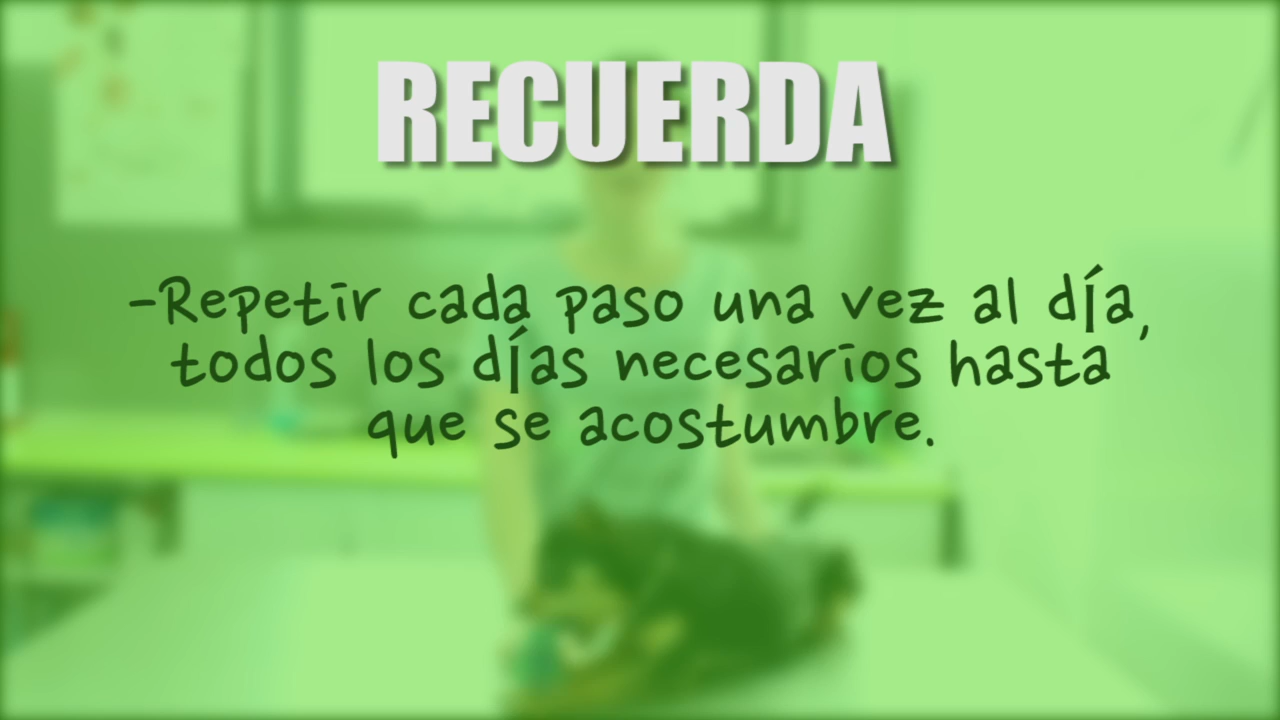 RECUERDA
-Repetir cada paso una vez al día,
todos los días necesarios hasta
que se acostumbre.